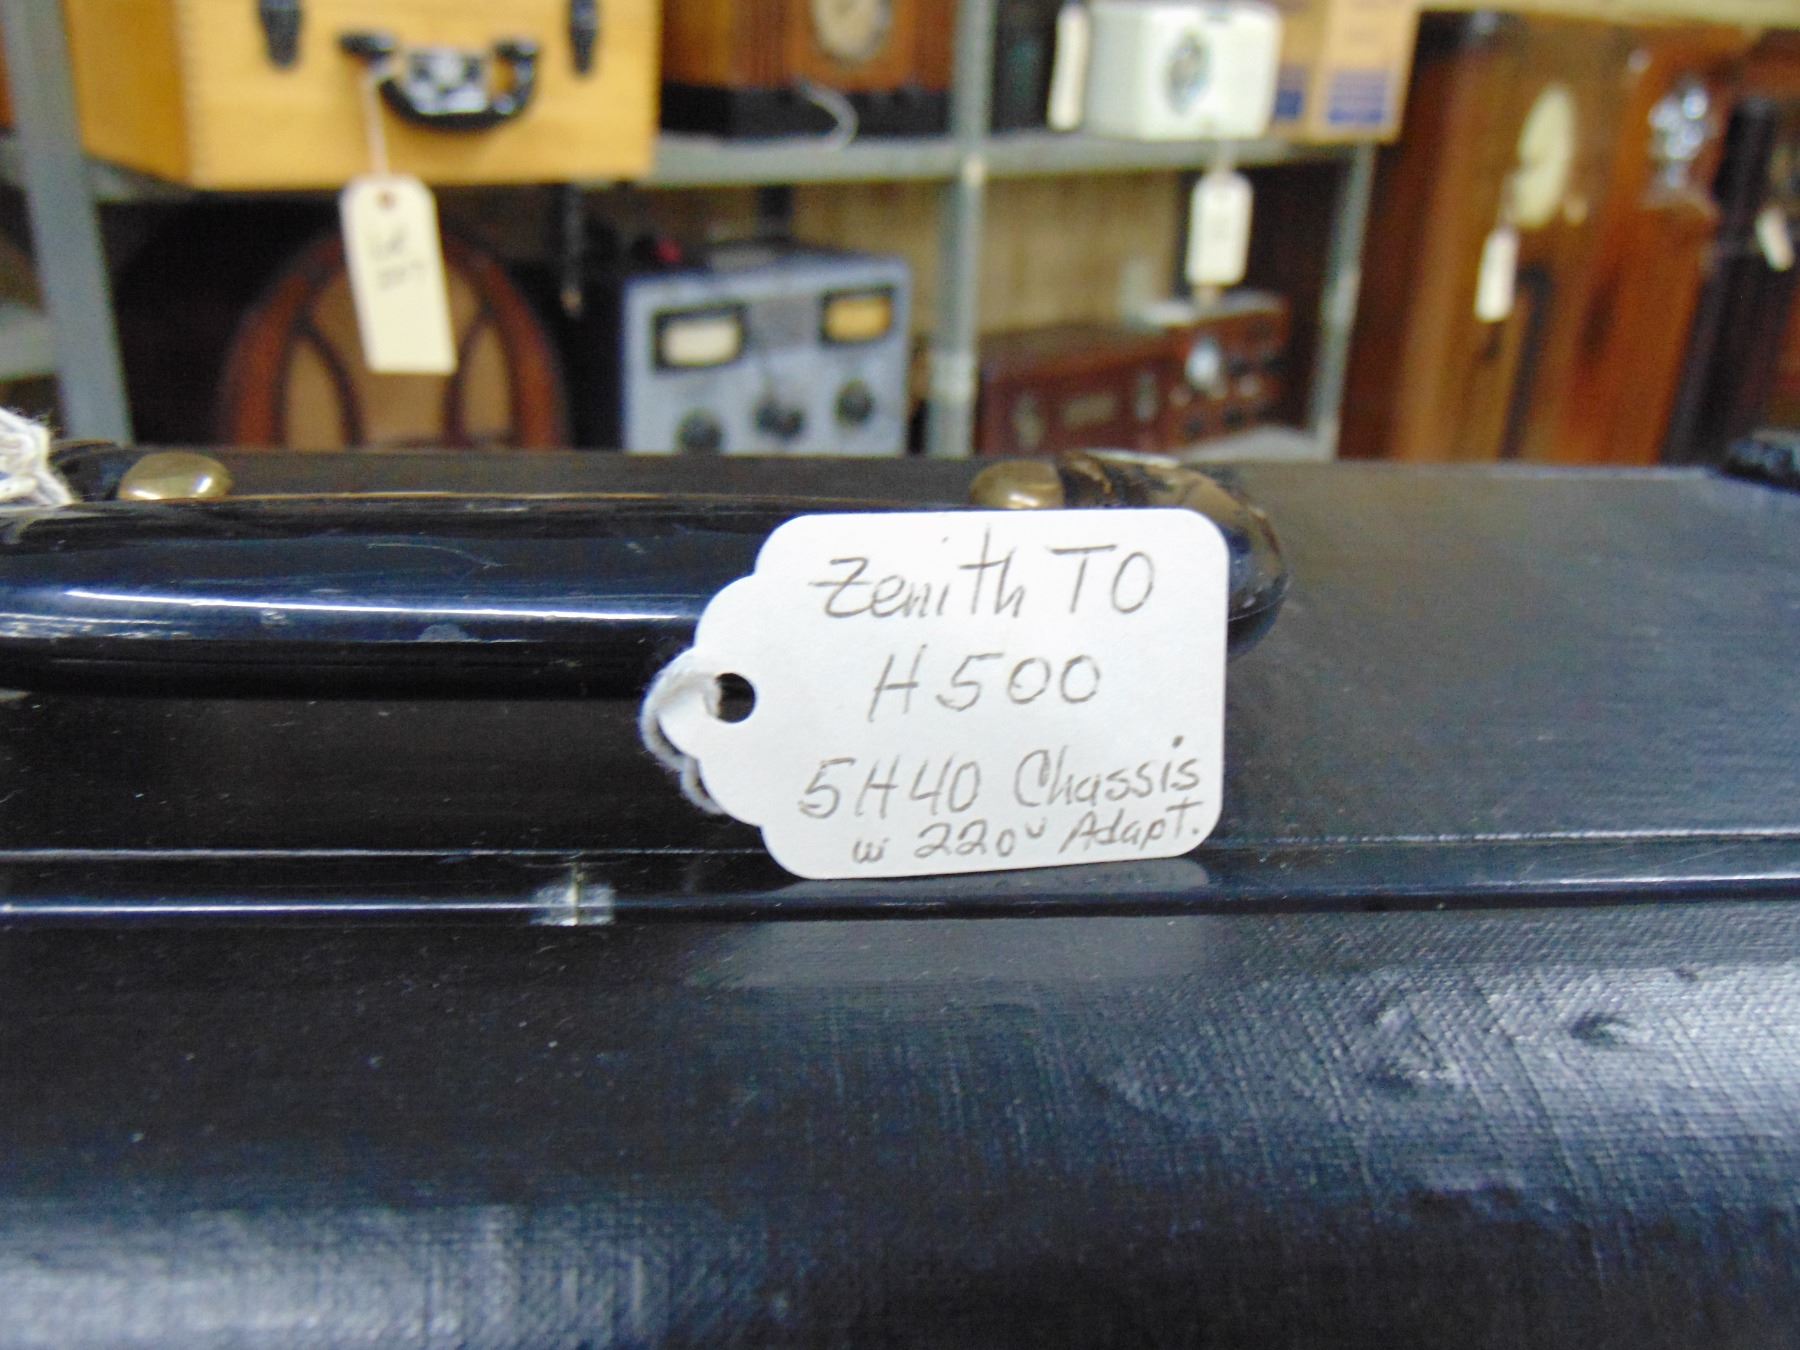 Zenith TO
H500
5H40 Chassis
w 220v Adapt.